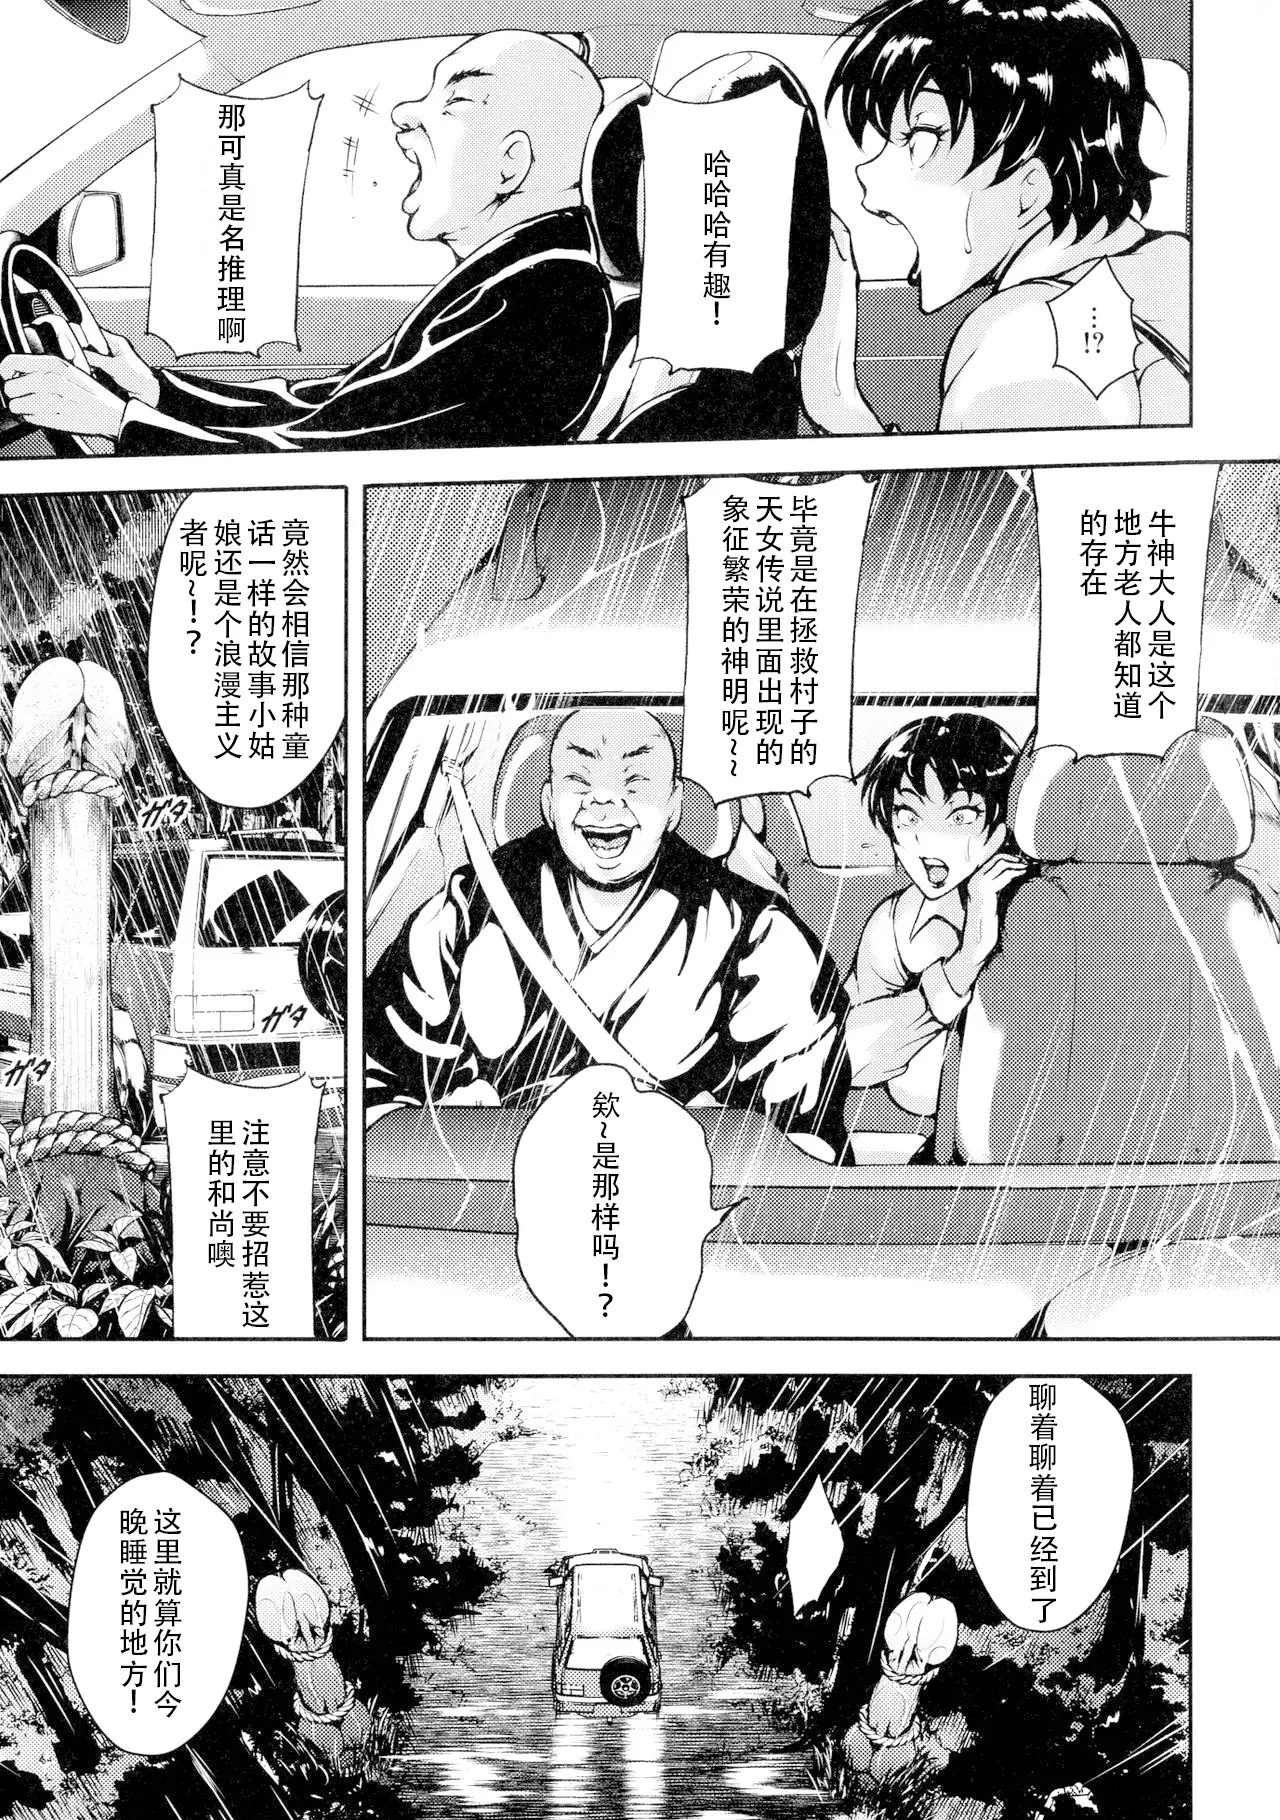 …!?
哈哈哈有趣！
那可真是名推理啊
牛神大人是这个
地方老人都知道
的存在
毕竟是在拯救村子的
天女传说里面出现的
象征繁荣的神明呢~~
欸~是那样吗！？
竟然会相信那种童
话一样的故事小姑
娘还是个浪漫主义
者呢~！？
ガタ
ガタ
ガタ
注意不要招惹这
里的和尚噢
聊着聊着已经到了
这里就算你们今
晚睡觉的地方！